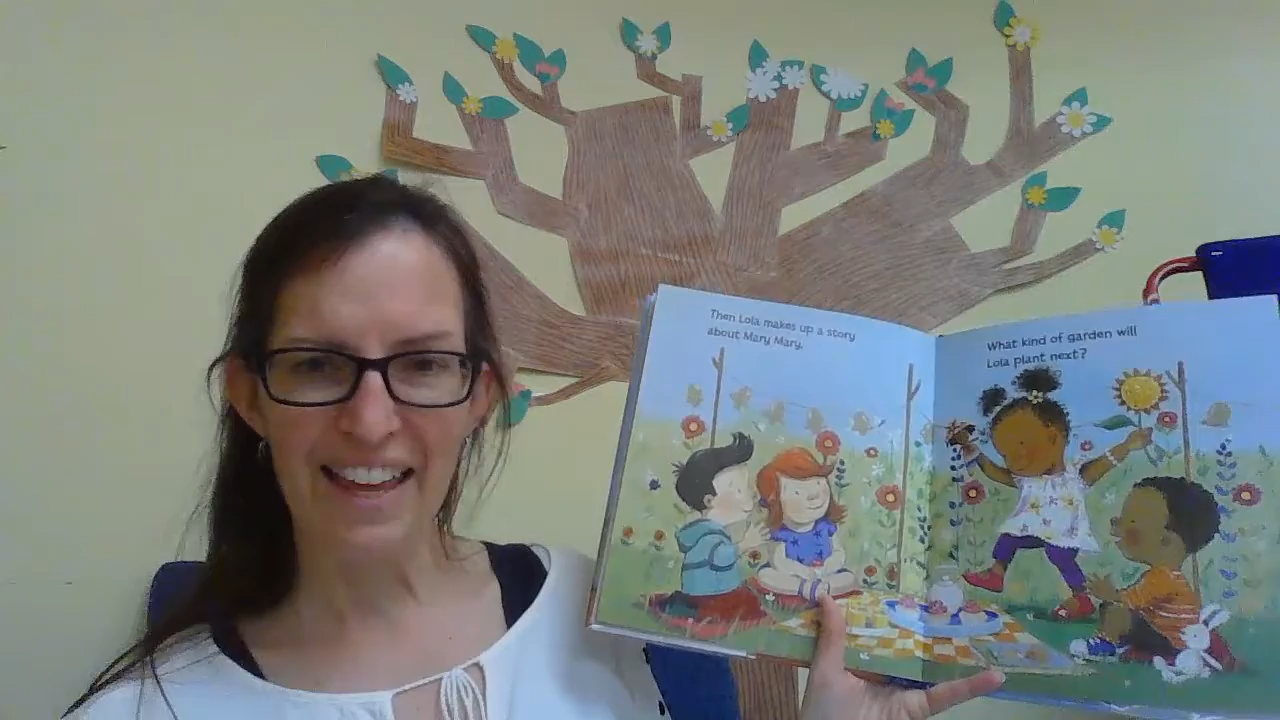 Then Lola makes up a story
about Mary Mary.
What kind of garden will
Lola plant next?